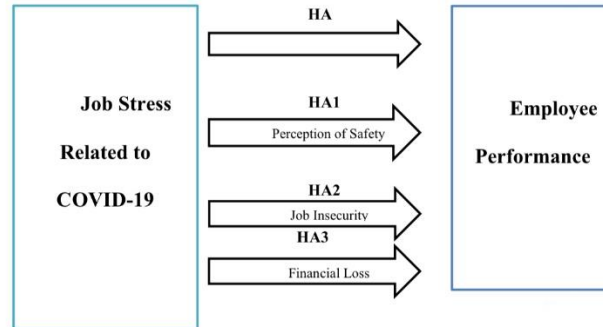 Job Stress
Related to
COVID-19
HA
HA1
Perception of Safety
HA2
Job Insecurity
HA3
Financial Loss
Employee
Performance